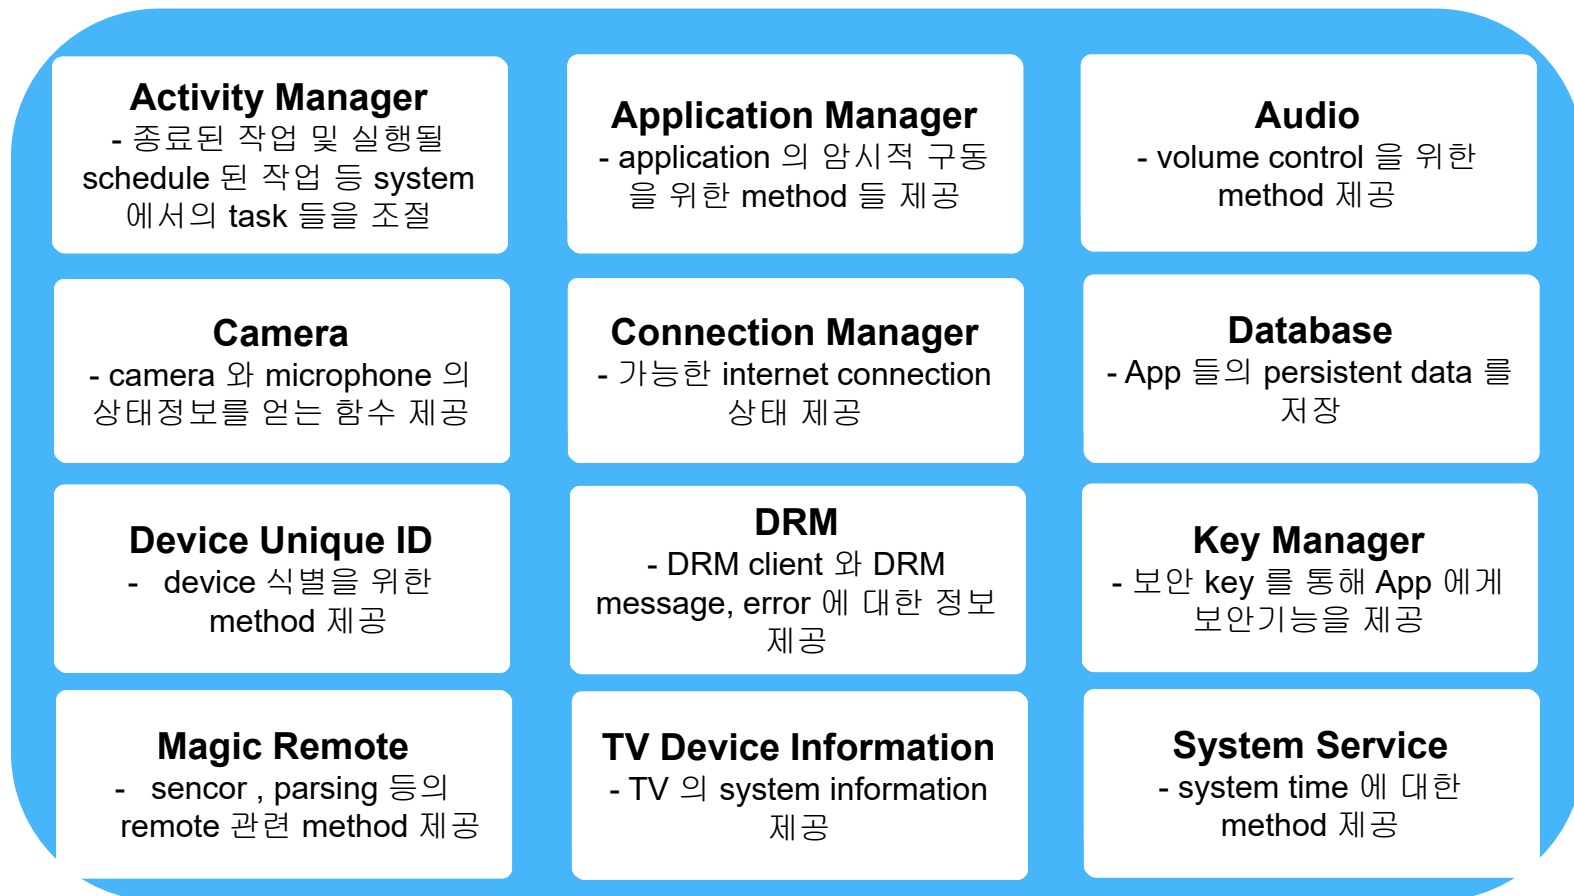 Activity Manager
- 종료된 작업 및 실행될
schedule 된 작업 등 system
에서의 task 들을 조절
Application Manager
- application 의 암시적 구동
을 위한 method 들 제공
Audio
- volume control 을 위한
method 제공
Camera
- camera 와 microphone 의
상태정보를 얻는 함수 제공
Connection Manager
- 가능한 internet connection
상태 제공
Database
- App 들의 persistent data 를
저장
Device Unique ID
- device 식별을 위한
method 제공
DRM
- DRM client 와 DRM
message, error 에 대한 정보
제공
Key Manager
- 보안 key 를 통해 App 에게
보안기능을 제공
Magic Remote
- sencor , parsing 등의
remote 관련 method 제공
TV Device Information
- TV 의 system information
제공
System Service
- system time 에 대한
method 제공